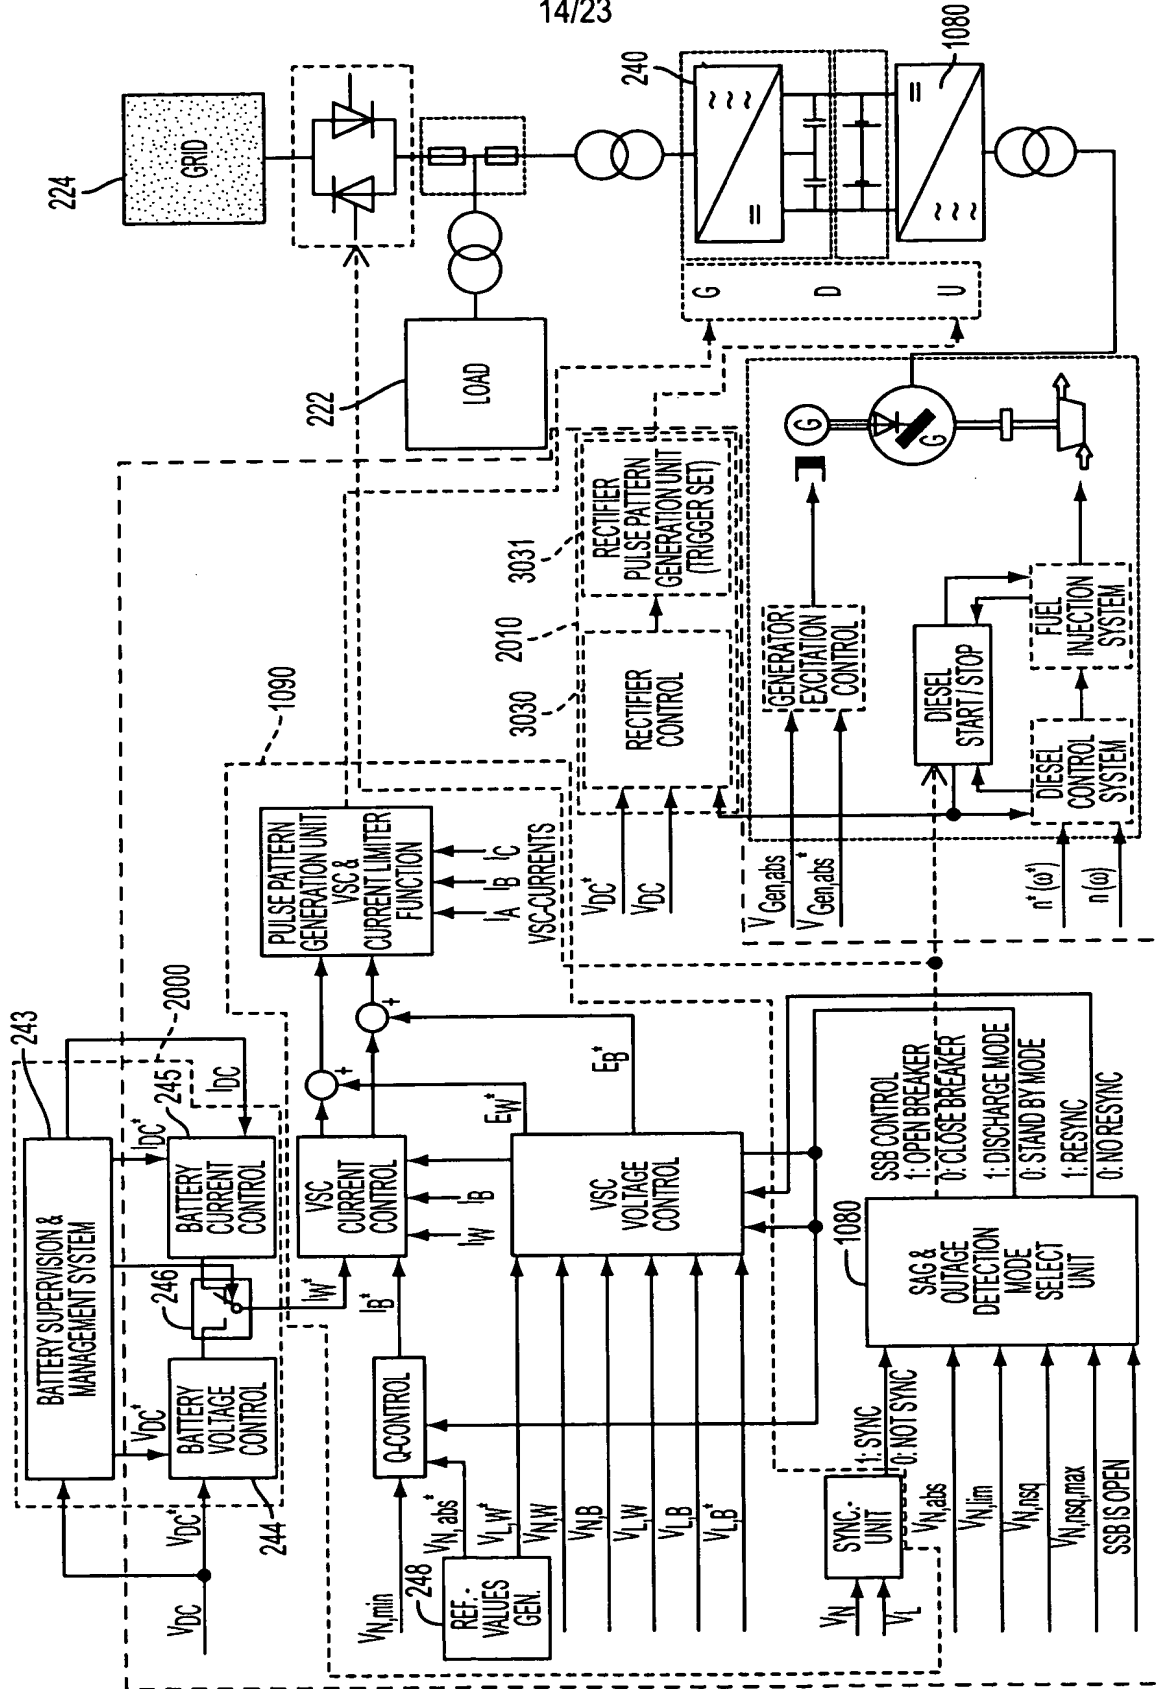 14/23
243
2000
BATTERY SUPERVISION &
MANAGEMENT SYSTEM
VDC*
IDC*
IDC
245
BATTERY
CURRENT
CONTROL
246
BATTERY
VOLTAGE
CONTROL
244
VDC*
VDC
IW*
IB*
VSC
CURRENT
CONTROL
IW
IB
+
+
EW*
EB*
PULSE PATTERN
GENERATION UNIT
VSC &
CURRENT LIMITER
FUNCTION
IA
IB
IC
VSC-CURRENTS
1090
Q-CONTROL
VN,min
VN,abs*
248
REF.-
VALUES
GEN.
VL,W*
VN,W
VN,B
VL,W
VL,B
VL,B*
VSC
VOLTAGE
CONTROL
SYNC.-
UNIT
VN
VL
1: SYNC
0: NOT SYNC
VN,abs
VN,lim
VN,nsq
VN,nsq,max
SSB IS OPEN
1080
SAG &
OUTAGE
DETECTION
MODE
SELECT
UNIT
SSB CONTROL
1: OPEN BREAKER
0: CLOSE BREAKER
1: DISCHARGE MODE
0: STAND BY MODE
1: RESYNC
0: NO RESYNC
224
GRID
222
LOAD
240
1080
G
D
U
~ ~ ~
=
=
~ ~ ~
2010
3030
RECTIFIER
CONTROL
3031
RECTIFIER
PULSE PATTERN
GENERATION UNIT
(TRIGGER SET)
VDC*
VDC
VGen,abs
VGen,abs*
GENERATOR
EXCITATION
CONTROL
G
G
DIESEL
START / STOP
DIESEL
CONTROL
SYSTEM
FUEL
INJECTION
SYSTEM
n*(ω*)
n(ω)